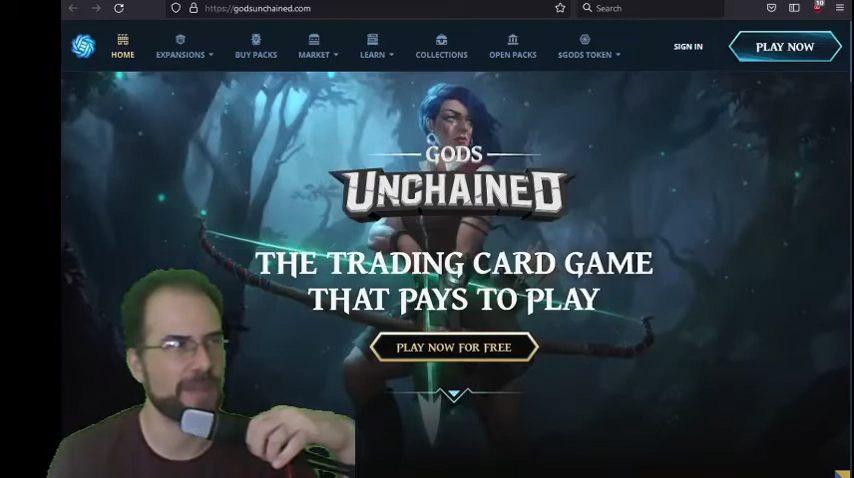 https://godsunchained.com
Search
10
HOME
EXPANSIONS
BUY PACKS
MARKET
LEARN
COLLECTIONS
OPEN PACKS
$GODS TOKEN
SIGN IN
PLAY NOW
GODS
UNCHAINED
THE TRADING CARD GAME
THAT PAYS TO PLAY
PLAY NOW FOR FREE